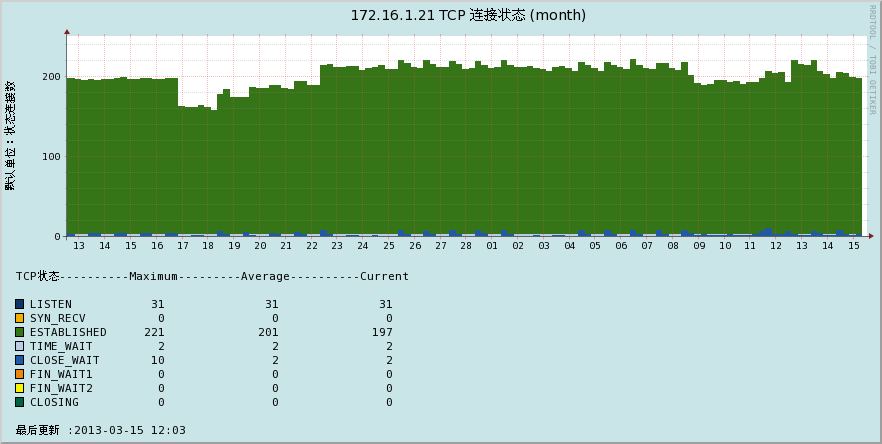 172.16.1.21 TCP 连接状态 (month)
RRDTOOL / TOBI OETIKER
默认单位：状态连接数
200
100
0
13 14 15 16 17 18 19 20 21 22 23 24 25 26 27 28 01 02 03 04 05 06 07 08 09 10 11 12 13 14 15
TCP状态----------Maximum---------Average----------Current
LISTEN 31 31 31
SYN_RECV 0 0 0
ESTABLISHED 221 201 197
TIME_WAIT 2 2 2
CLOSE_WAIT 10 2 2
FIN_WAIT1 0 0 0
FIN_WAIT2 0 0 0
CLOSING 0 0 0
最后更新 :2013-03-15 12:03